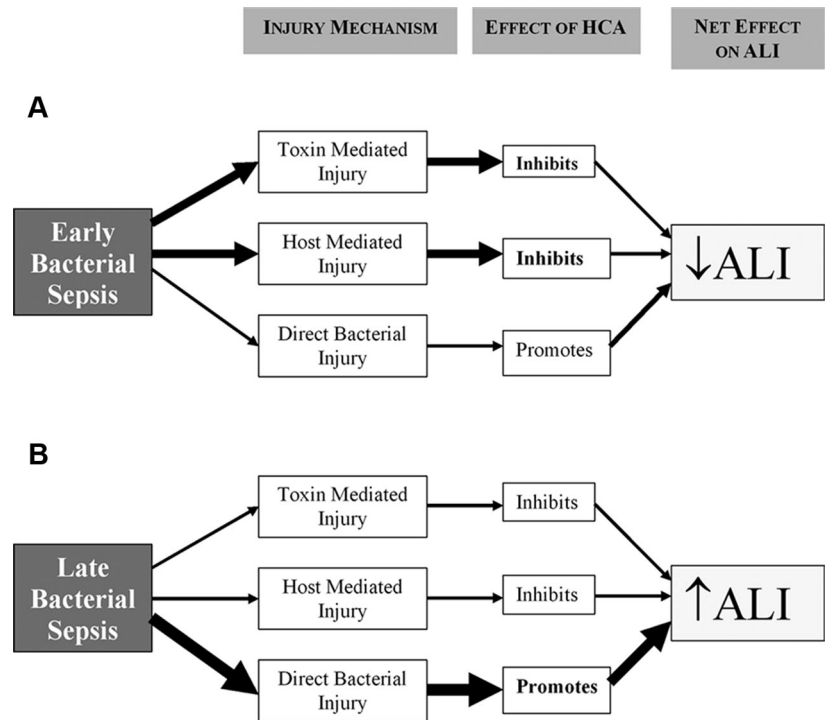 INJURY MECHANISM
EFFECT OF HCA
NET EFFECT
ON ALI
A
Early
Bacterial
Sepsis
Toxin Mediated
Injury
Inhibits
Host Mediated
Injury
Inhibits
Direct Bacterial
Injury
Promotes
↓ALI
B
Late
Bacterial
Sepsis
Toxin Mediated
Injury
Inhibits
Host Mediated
Injury
Inhibits
Direct Bacterial
Injury
Promotes
↑ALI